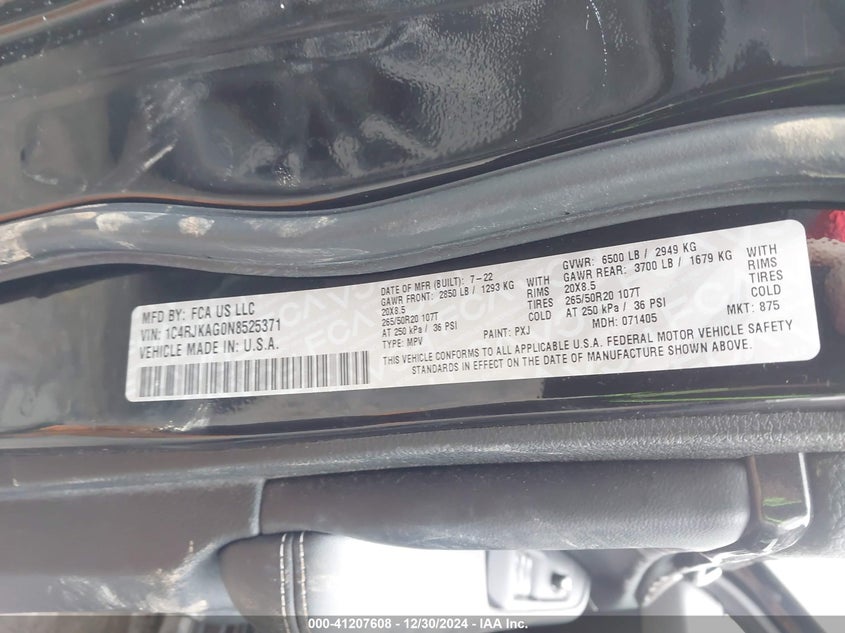 MFD BY: FCA US LLC
VIN: 1C4RJKAG0N8525371
VEHICLE MADE IN: U.S.A.
DATE OF MFR (BUILT): 7-22
GAWR FRONT: 2850 LB / 1293 KG WITH
20X8.5 RIMS
265/50R20 107T TIRES
AT 250 kPa / 36 PSI COLD
TYPE: MPV PAINT: PXJ
GVWR: 6500 LB / 2949 KG
GAWR REAR: 3700 LB / 1679 KG WITH
20X8.5 RIMS
265/50R20 107T TIRES
AT 250 kPa / 36 PSI COLD
MDH: 071405 MKT: 875
THIS VEHICLE CONFORMS TO ALL APPLICABLE U.S.A. FEDERAL MOTOR VEHICLE SAFETY
STANDARDS IN EFFECT ON THE DATE OF MANUFACTURE SHOWN ABOVE.
000-41207608 - 12/30/2024 - IAA Inc.